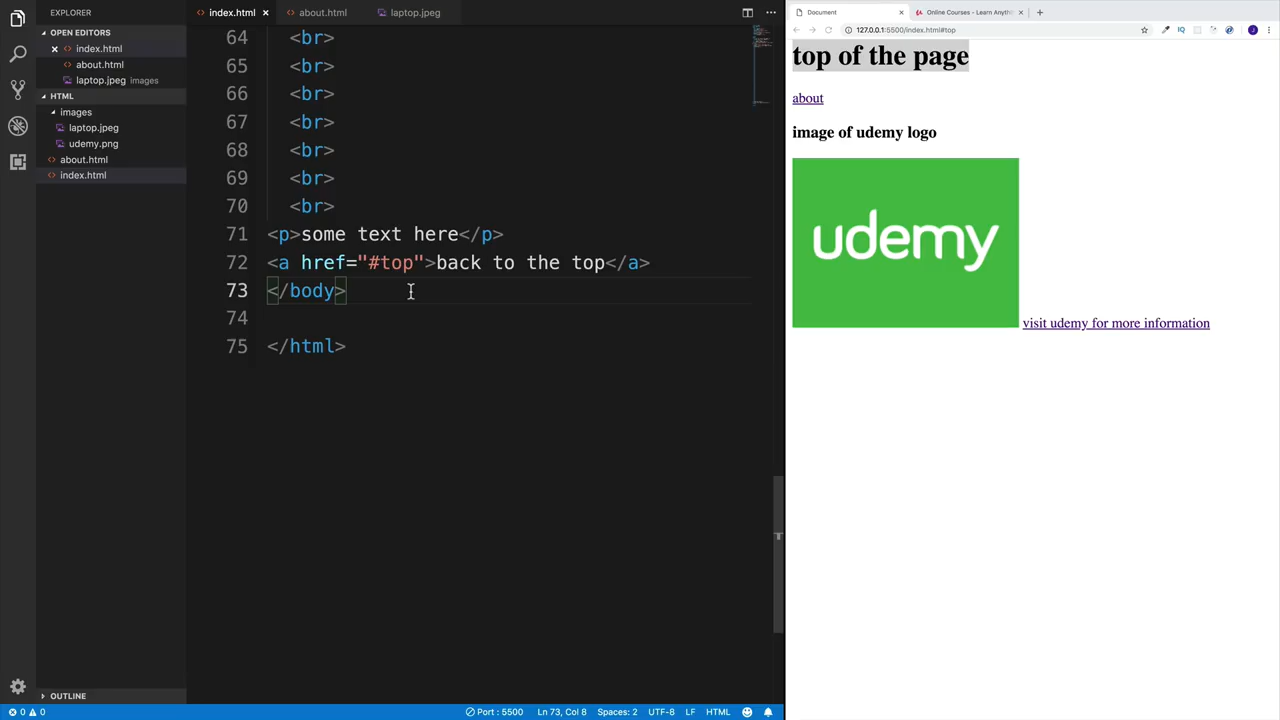 EXPLORER
OPEN EDITORS
index.html
about.html
laptop.jpeg images
HTML
images
laptop.jpeg
udemy.png
about.html
index.html
OUTLINE
0 0
index.html about.html laptop.jpeg
64 <br>
65 <br>
66 <br>
67 <br>
68 <br>
69 <br>
70 <br>
71 <p>some text here</p>
72 <a href="#top">back to the top</a>
73 </body>
74
75 </html>
Port : 5500 Ln 73, Col 8 Spaces: 2 UTF-8 LF HTML
Document Online Courses - Learn Anyth
127.0.0.1:5500/index.html#top
IQ
J
top of the page
about
image of udemy logo
udemy
visit udemy for more information